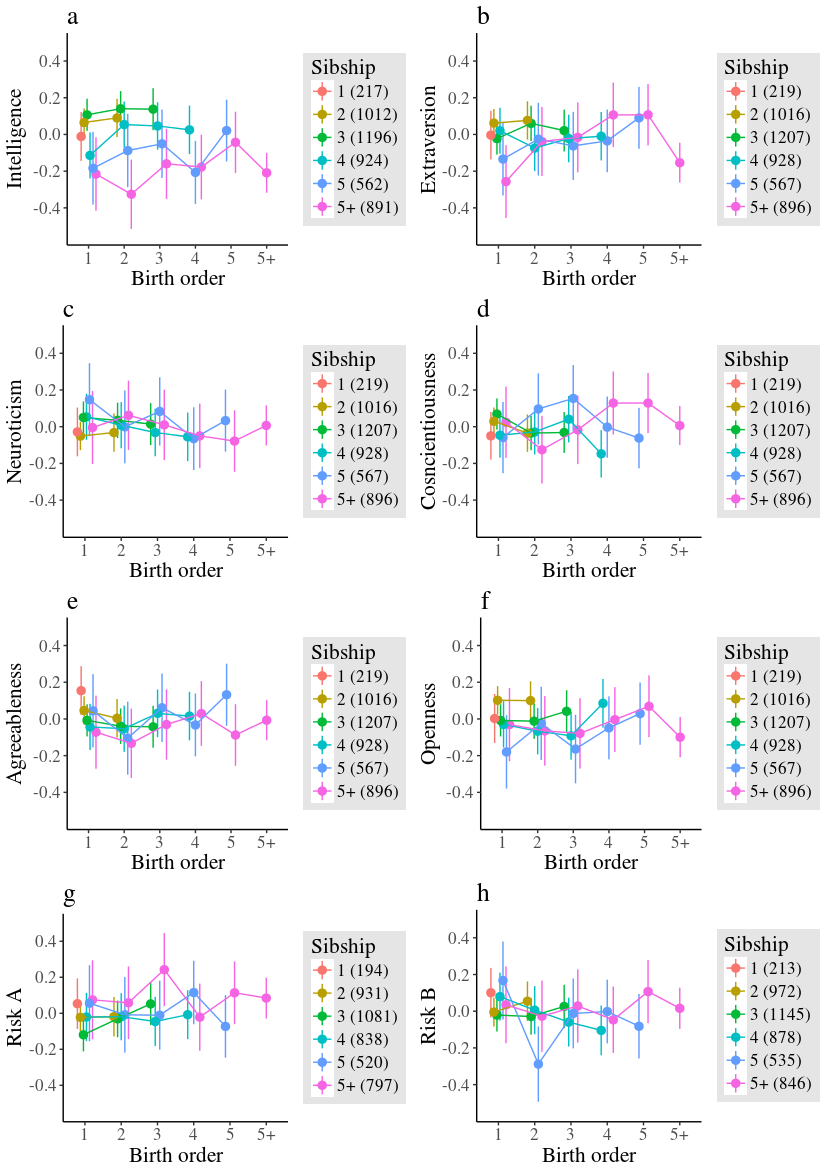 a
Intelligence
0.4
0.2
0.0
-0.2
-0.4
1 2 3 4 5 5+
Birth order
Sibship
1 (217)
2 (1012)
3 (1196)
4 (924)
5 (562)
5+ (891)
b
Extraversion
0.4
0.2
0.0
-0.2
-0.4
1 2 3 4 5 5+
Birth order
Sibship
1 (219)
2 (1016)
3 (1207)
4 (928)
5 (567)
5+ (896)
c
Neuroticism
0.4
0.2
0.0
-0.2
-0.4
1 2 3 4 5 5+
Birth order
Sibship
1 (219)
2 (1016)
3 (1207)
4 (928)
5 (567)
5+ (896)
d
Cosncientiousness
0.4
0.2
0.0
-0.2
-0.4
1 2 3 4 5 5+
Birth order
Sibship
1 (219)
2 (1016)
3 (1207)
4 (928)
5 (567)
5+ (896)
e
Agreeableness
0.4
0.2
0.0
-0.2
-0.4
1 2 3 4 5 5+
Birth order
Sibship
1 (219)
2 (1016)
3 (1207)
4 (928)
5 (567)
5+ (896)
f
Openness
0.4
0.2
0.0
-0.2
-0.4
1 2 3 4 5 5+
Birth order
Sibship
1 (219)
2 (1016)
3 (1207)
4 (928)
5 (567)
5+ (896)
g
Risk A
0.4
0.2
0.0
-0.2
-0.4
1 2 3 4 5 5+
Birth order
Sibship
1 (194)
2 (931)
3 (1081)
4 (838)
5 (520)
5+ (797)
h
Risk B
0.4
0.2
0.0
-0.2
-0.4
1 2 3 4 5 5+
Birth order
Sibship
1 (213)
2 (972)
3 (1145)
4 (878)
5 (535)
5+ (846)